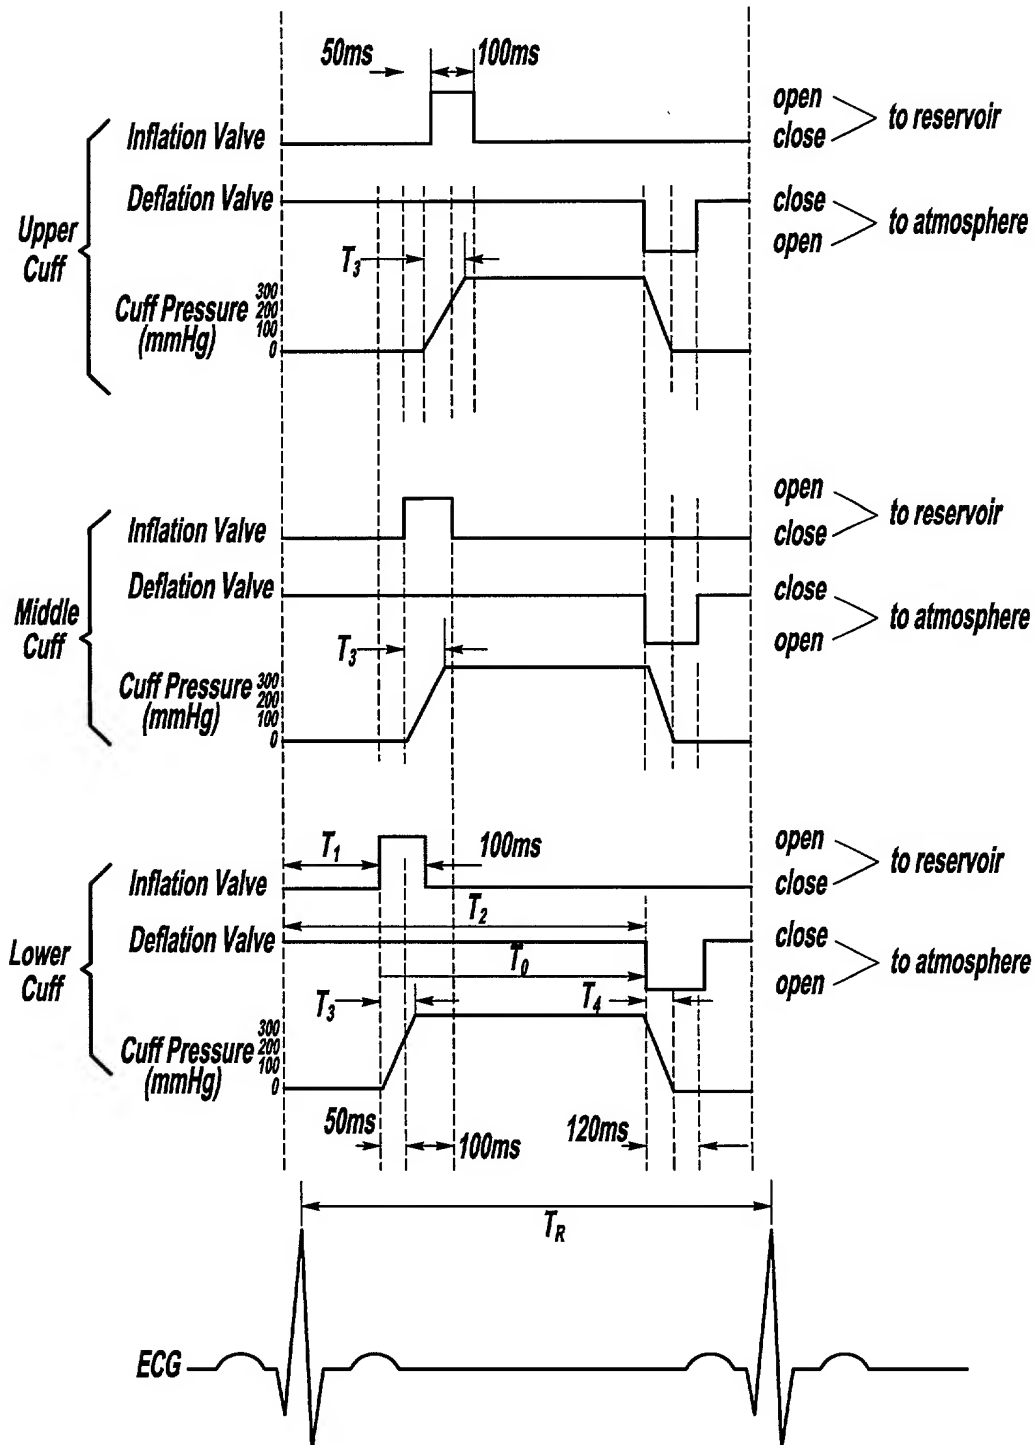 50ms 100ms
open
Inflation Valve close to reservoir
Deflation Valve close
Upper Cuff open to atmosphere
T3
Cuff Pressure (mmHg)
300
200
100
0
open
Inflation Valve close to reservoir
Deflation Valve close
Middle Cuff open to atmosphere
T3
Cuff Pressure (mmHg)
300
200
100
0
T1 100ms open
Inflation Valve close to reservoir
T2
Deflation Valve close
Lower Cuff T0 open to atmosphere
T3 T4
Cuff Pressure (mmHg)
300
200
100
0
50ms 100ms 120ms
TR
ECG